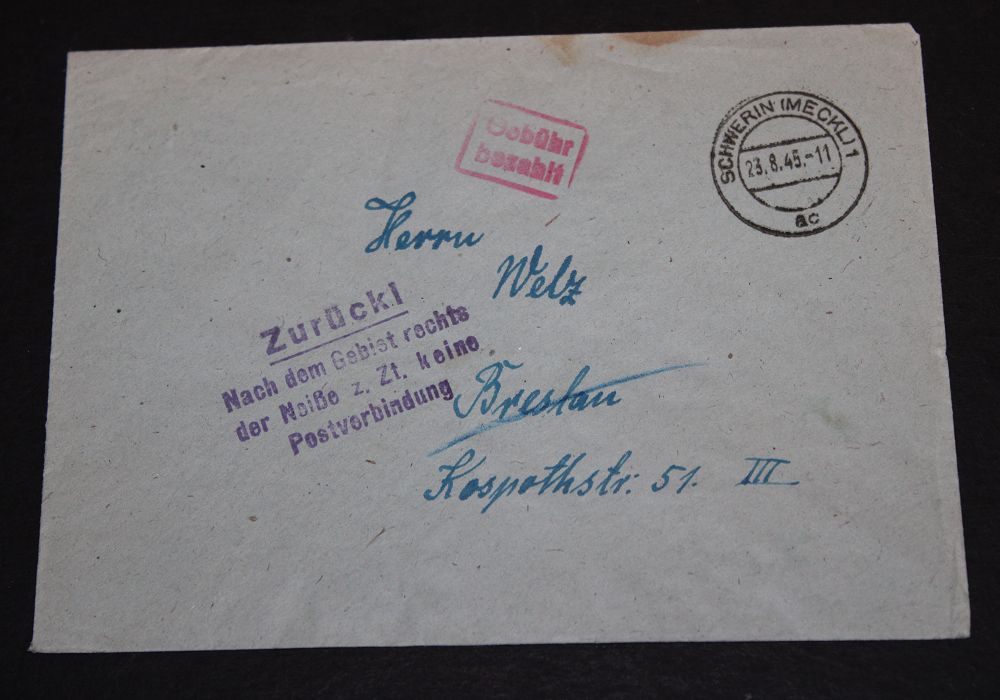 Gebühr
bezahlt
SCHWERIN (MECKL) 1
23.8.45.-11
ac
Herrn
Welz
Zurück!
Nach dem Gebiet rechts
der Neiße z. Zt. keine
Postverbindung
Breslau
Kospothstr. 51. III